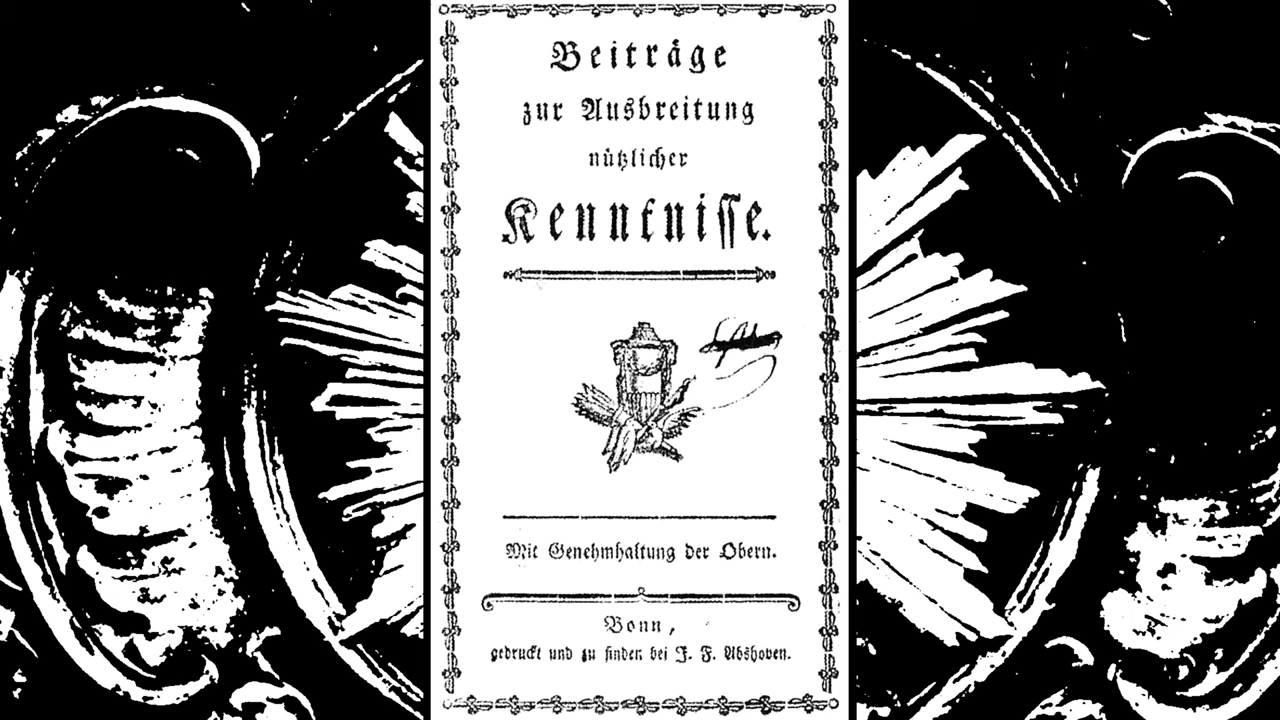 Beiträge
zur Ausbreitung
nützlicher
Kenntnisse.
Mit Genehmhaltung der Obern.
Bonn,
gedruckt und zu finden bei J. F. Abshoven.